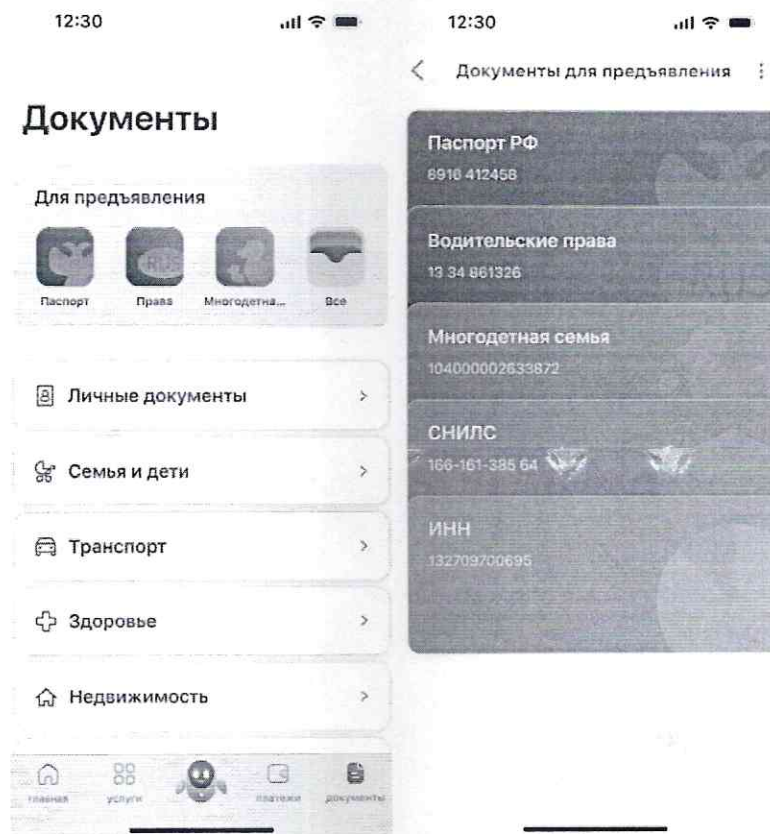 12:30
Документы
Для предъявления
Паспорт
Права
Многодетна...
Все
Личные документы
Семья и дети
Транспорт
Здоровье
Недвижимость
главная
услуги
платежи
документы
12:30
Документы для предъявления
Паспорт РФ
8916 412458
Водительские права
13 34 861326
RUS
Многодетная семья
104000002633872
СНИЛС
166-161-385 64
ИНН
132709700695